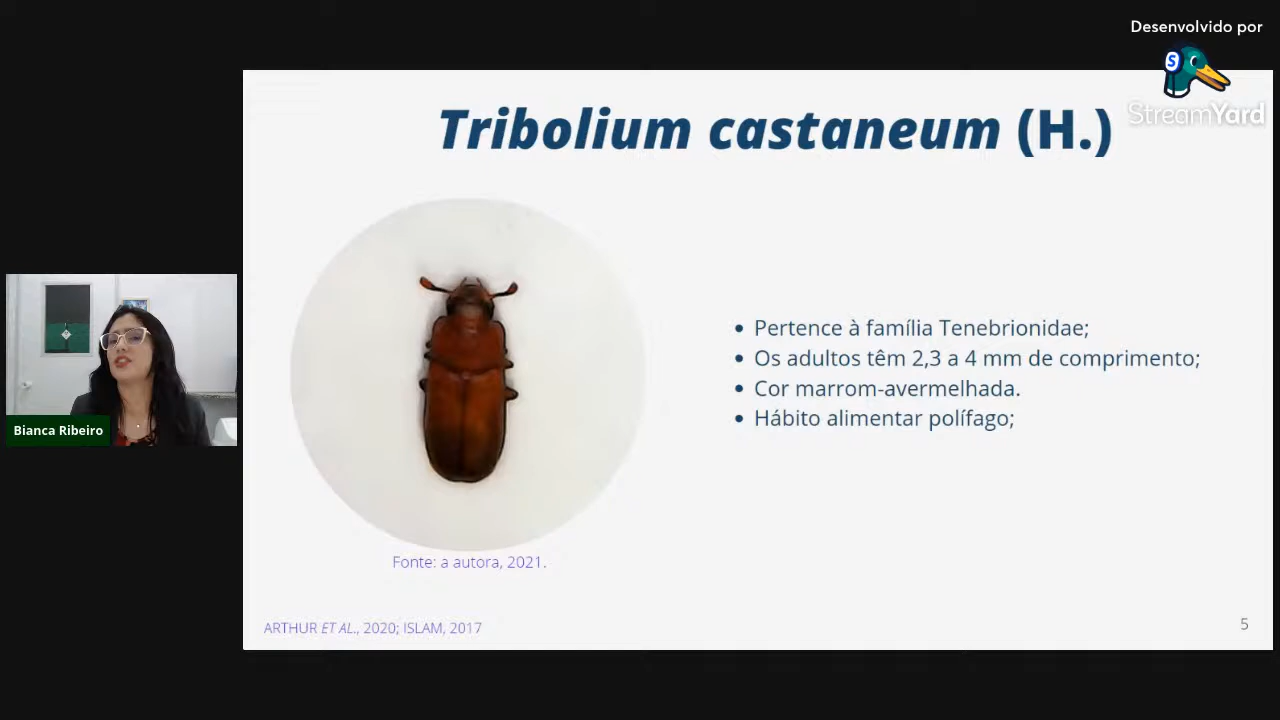 Desenvolvido por
S
StreamYard
Tribolium castaneum (H.)
• Pertence à família Tenebrionidae;
• Os adultos têm 2,3 a 4 mm de comprimento;
• Cor marrom-avermelhada.
• Hábito alimentar polífago;
Bianca Ribeiro
Fonte: a autora, 2021.
ARTHUR ET AL., 2020; ISLAM, 2017
5